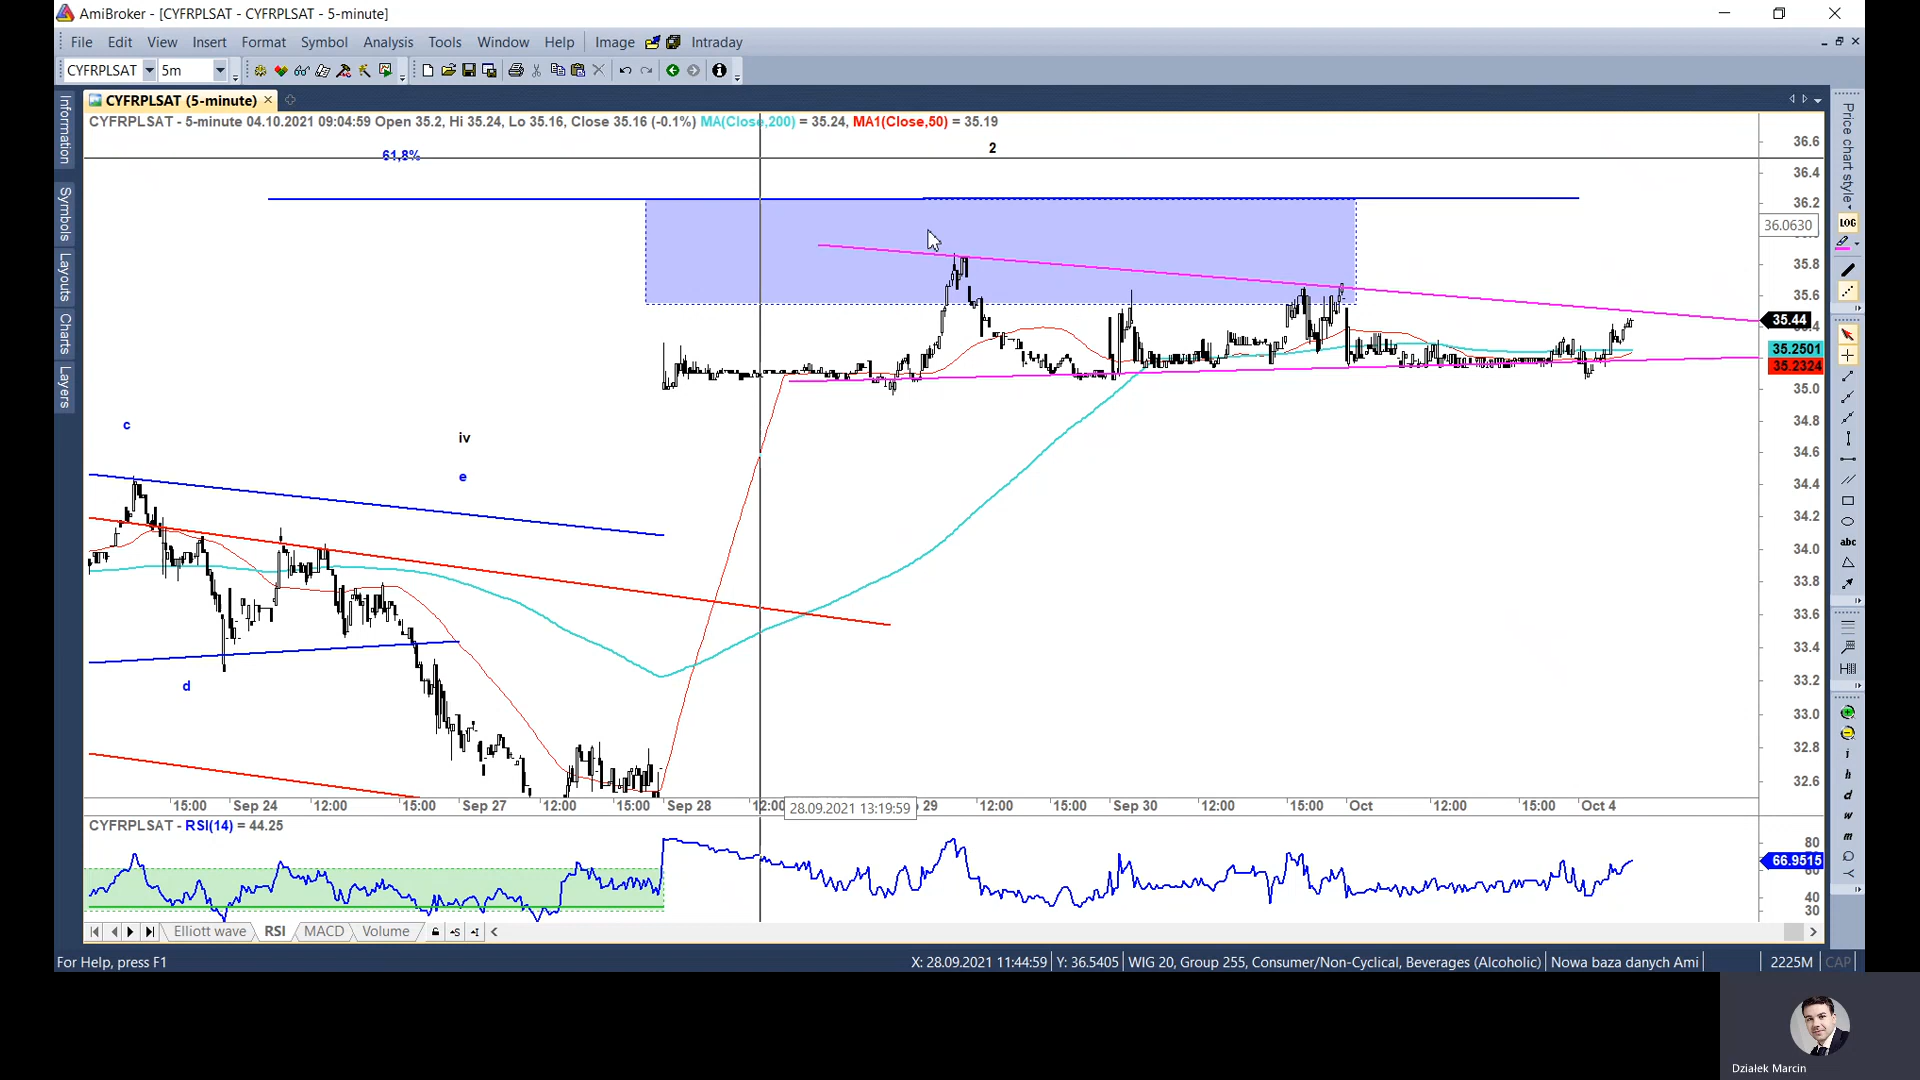 AmiBroker - [CYFRPLSAT - CYFRPLSAT - 5-minute]
File Edit View Insert Format Symbol Analysis Tools Window Help Image Intraday
CYFRPLSAT 5m
CYFRPLSAT (5-minute)
CYFRPLSAT - 5-minute 04.10.2021 09:04:59 Open 35.2, Hi 35.24, Lo 35.16, Close 35.16 (-0.1%) MA(Close,200) = 35.24, MA1(Close,50) = 35.19
Information
Symbols
Layouts
Charts
Layers
Price chart style
LOG
abc
i
h
d
w
m
61,8%
2
c
iv
e
d
36.6
36.4
36.2
36.0630
35.8
35.6
35.44
35.2501
35.2324
35.0
34.8
34.6
34.4
34.2
34.0
33.8
33.6
33.4
33.2
33.0
32.8
32.6
15:00 Sep 24 12:00 15:00 Sep 27 12:00 15:00 Sep 28 12:00 28.09.2021 13:19:59 29 12:00 15:00 Sep 30 12:00 15:00 Oct 12:00 15:00 Oct 4
CYFRPLSAT - RSI(14) = 44.25
80
66.9515
60
40
30
Elliott wave RSI MACD Volume
For Help, press F1
X: 28.09.2021 11:44:59 Y: 36.5405 WIG 20, Group 255, Consumer/Non-Cyclical, Beverages (Alcoholic) Nowa baza danych Ami 2225M CAP
Działek Marcin